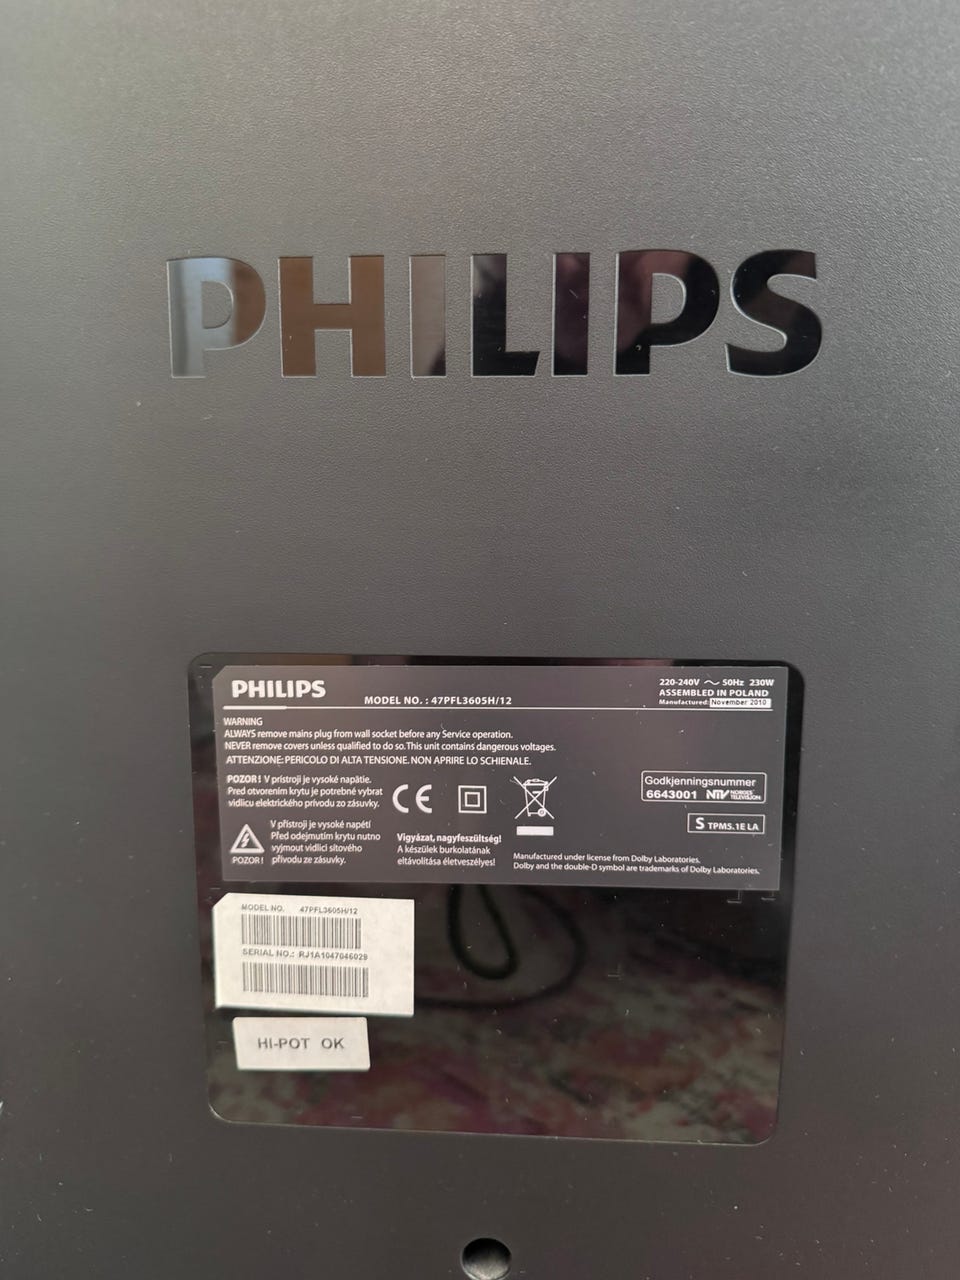 PHILIPS
PHILIPS
MODEL NO. : 47PFL3605H/12
220-240V ~ 50Hz 230W
ASSEMBLED IN POLAND
Manufactured: November 2010
WARNING
ALWAYS remove mains plug from wall socket before any Service operation.
NEVER remove covers unless qualified to do so. This unit contains dangerous voltages.
ATTENZIONE: PERICOLO DI ALTA TENSIONE. NON APRIRE LO SCHIENALE.
POZOR! V prístroji je vysoké napätie.
Pred otvorením krytu je potrebné vybrat
vidlicu elektrického prívodu zo zásuvky.
CE
V přístroji je vysoké napětí
Před odejmutím krytu nutno
vyjmout vidlici síťového
přívodu ze zásuvky.
POZOR!
Vigyázat, nagyfeszültség!
A készülek burkolatának
eltávolítása életveszélyes!
Godkjenningsnummer
6643001 NTV NORGES TELEVISJON
S TPM5.1E LA
Manufactured under license from Dolby Laboratories.
Dolby and the double-D symbol are trademarks of Dolby Laboratories.
MODEL NO. 47PFL3605H/12
SERIAL NO.: RJ1A1047046029
HI-POT OK